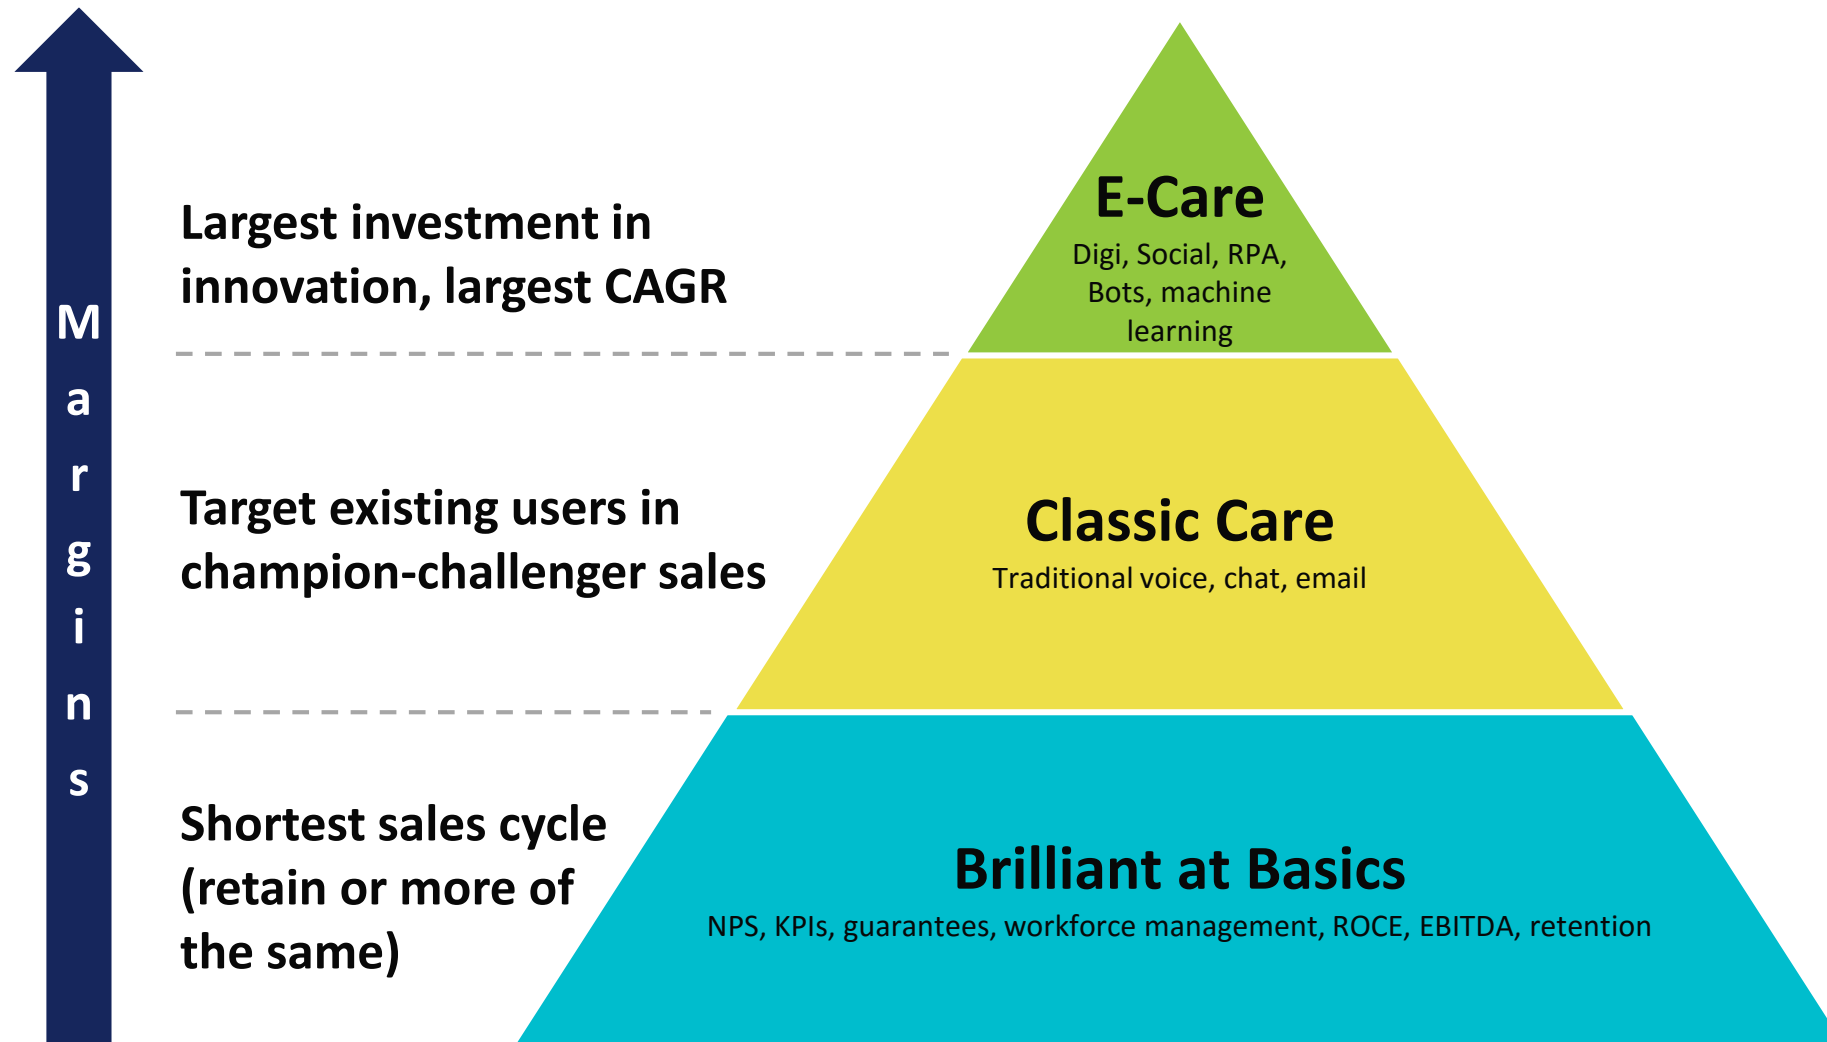 Margins
Largest investment in
innovation, largest CAGR
Target existing users in
champion-challenger sales
Shortest sales cycle
(retain or more of
the same)
E-Care
Digi, Social, RPA,
Bots, machine
learning
Classic Care
Traditional voice, chat, email
Brilliant at Basics
NPS, KPIs, guarantees, workforce management, ROCE, EBITDA, retention